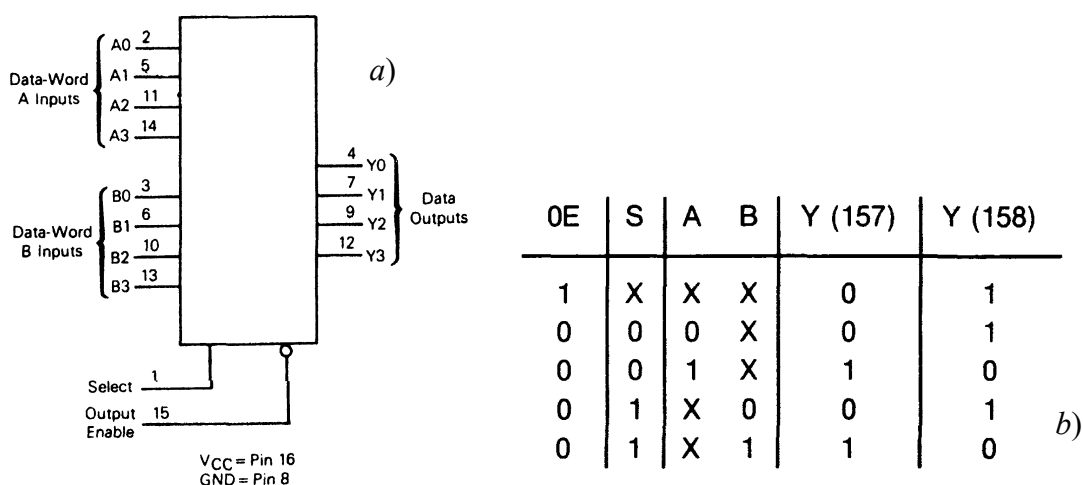 a)
A0 2
A1 5
A2 11
A3 14
Data-Word
A Inputs
B0 3
B1 6
B2 10
B3 13
Data-Word
B Inputs
4 Y0
7 Y1
9 Y2
12 Y3
Data
Outputs
Select 1
Output 15
Enable
VCC = Pin 16
GND = Pin 8
0E S A B Y (157) Y (158)
1 X X X 0 1
0 0 0 X 0 1
0 0 1 X 1 0
0 1 X 0 0 1
0 1 X 1 1 0
b)